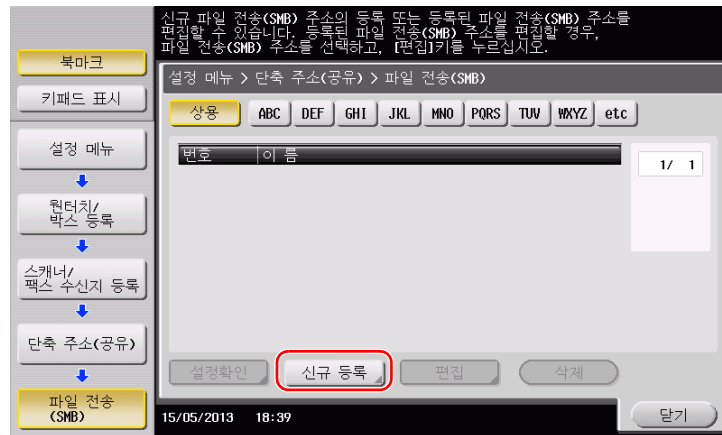 신규 파일 전송(SMB) 주소의 등록 또는 등록된 파일 전송(SMB) 주소를
편집할 수 있습니다. 등록된 파일 전송(SMB) 주소를 편집할 경우,
파일 전송(SMB) 주소를 선택하고, [편집]키를 누르십시오.
북마크
설정 메뉴 > 단축 주소(공유) > 파일 전송(SMB)
키패드 표시
상용 ABC DEF GHI JKL MNO PQRS TUV WXYZ etc
설정 메뉴
번호 이 름
1/ 1
원터치/
박스 등록
스캐너/
팩스 수신지 등록
단축 주소(공유)
설정확인 신규 등록 편집 삭제
파일 전송
(SMB)
15/05/2013 18:39
닫기